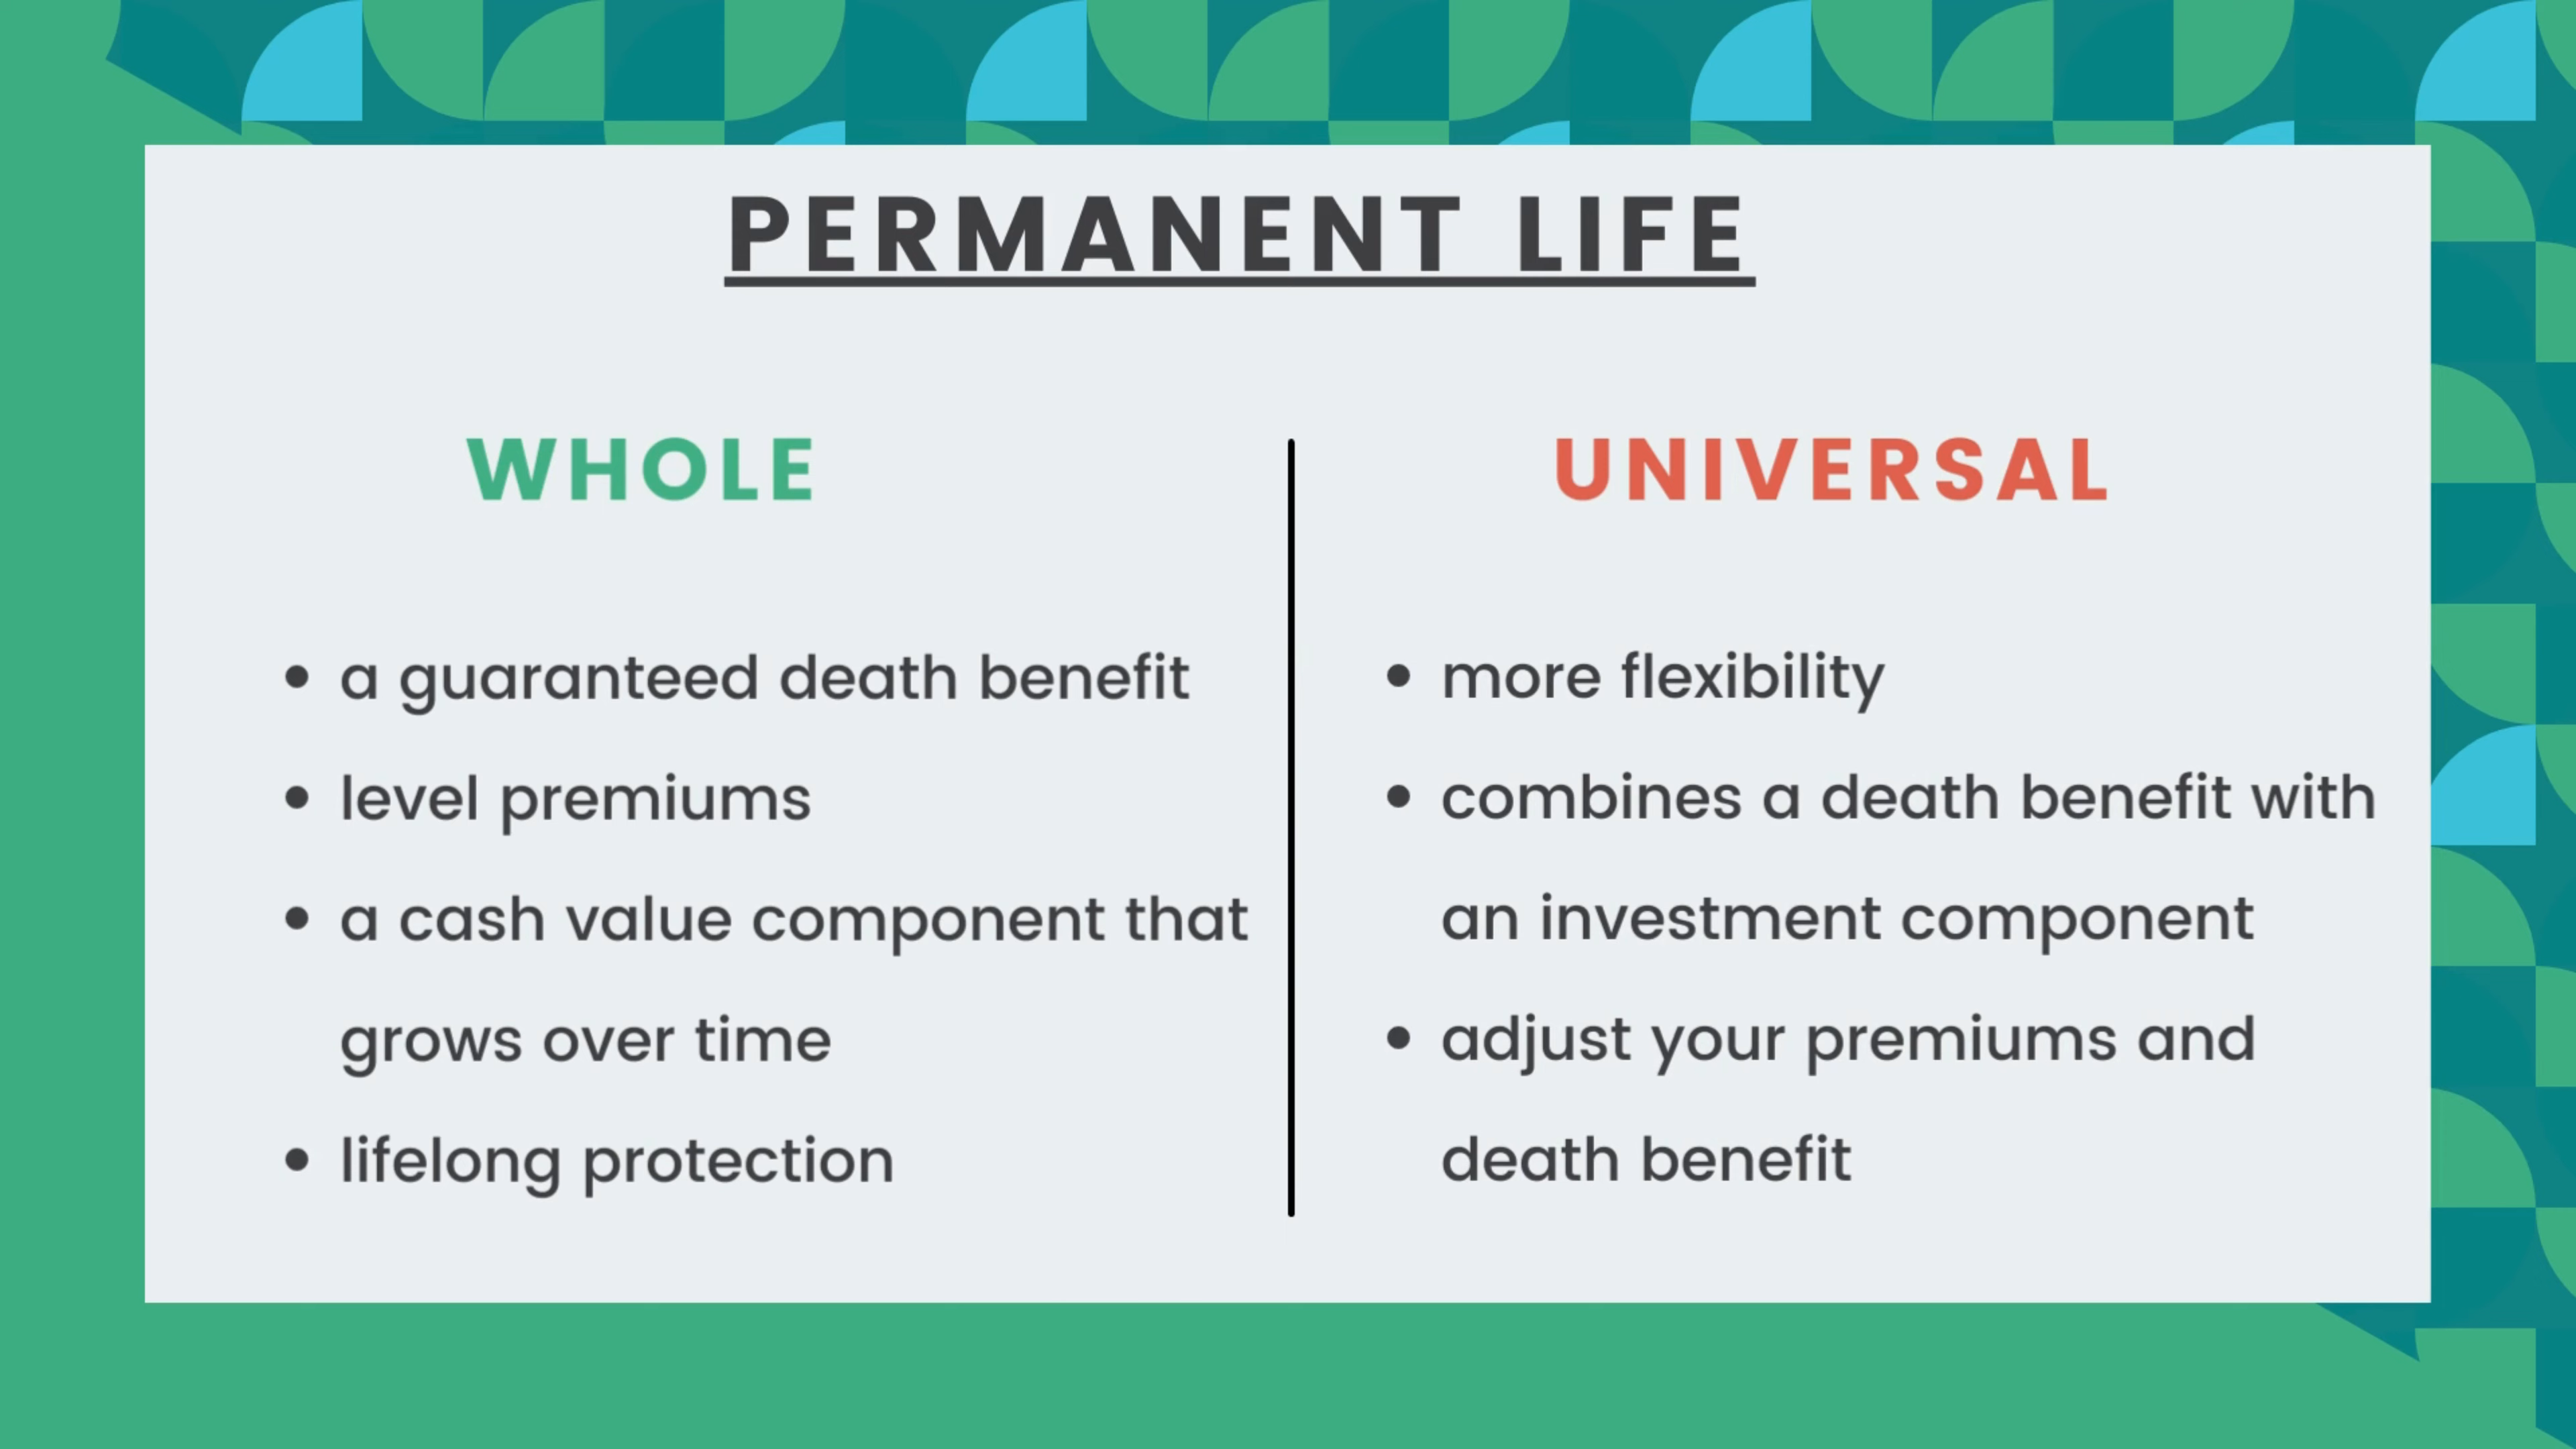 PERMANENT LIFE
WHOLE
• a guaranteed death benefit
• level premiums
• a cash value component that
grows over time
• lifelong protection
UNIVERSAL
• more flexibility
• combines a death benefit with
an investment component
• adjust your premiums and
death benefit